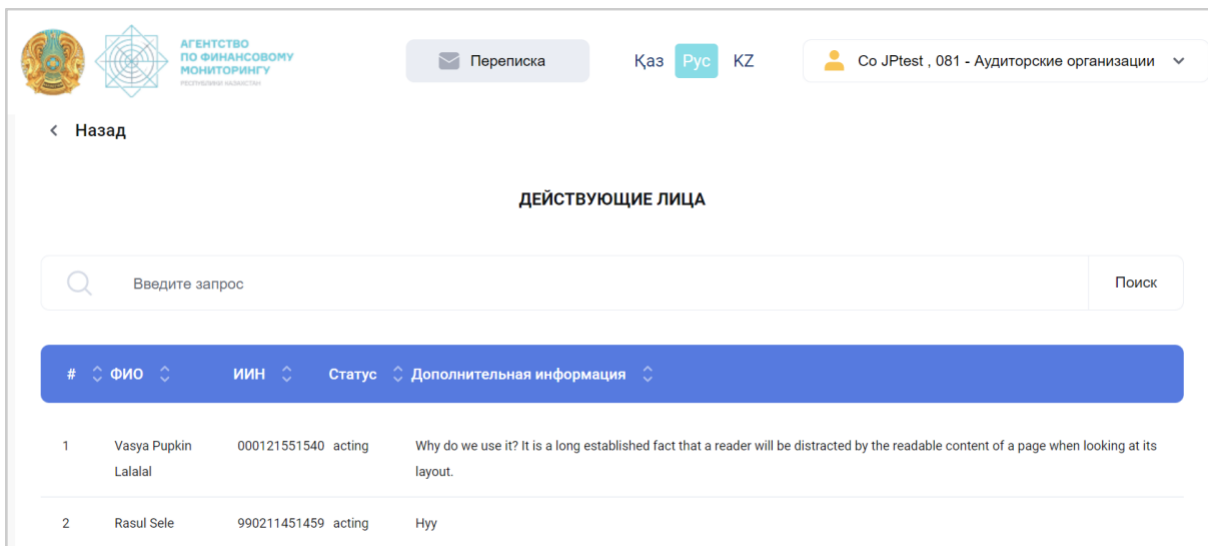 АГЕНТСТВО
ПО ФИНАНСОВОМУ
МОНИТОРИНГУ
РЕСПУБЛИКИ КАЗАХСТАН
Переписка
Қаз Рус KZ
Co JPtest , 081 - Аудиторские организации
Назад
ДЕЙСТВУЮЩИЕ ЛИЦА
Введите запрос
Поиск
# ФИО ИИН Статус Дополнительная информация
1 Vasya Pupkin 000121551540 acting Why do we use it? It is a long established fact that a reader will be distracted by the readable content of a page when looking at its
Lalalal layout.
2 Rasul Sele 990211451459 acting Нуу